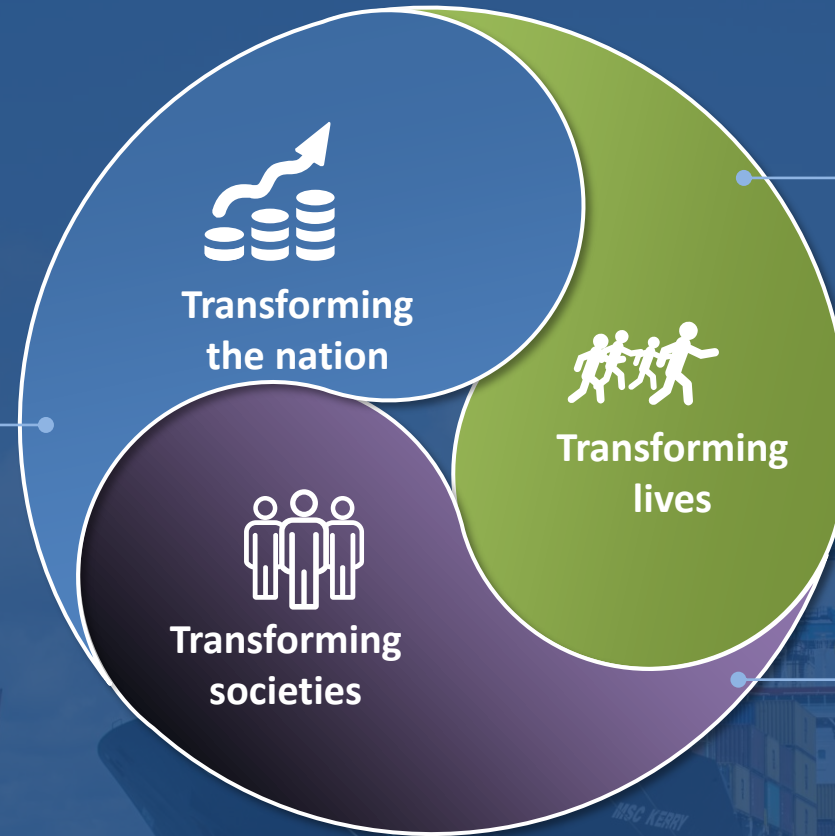 Transforming
the nation
Transforming
lives
Transforming
societies
MSC KERRY